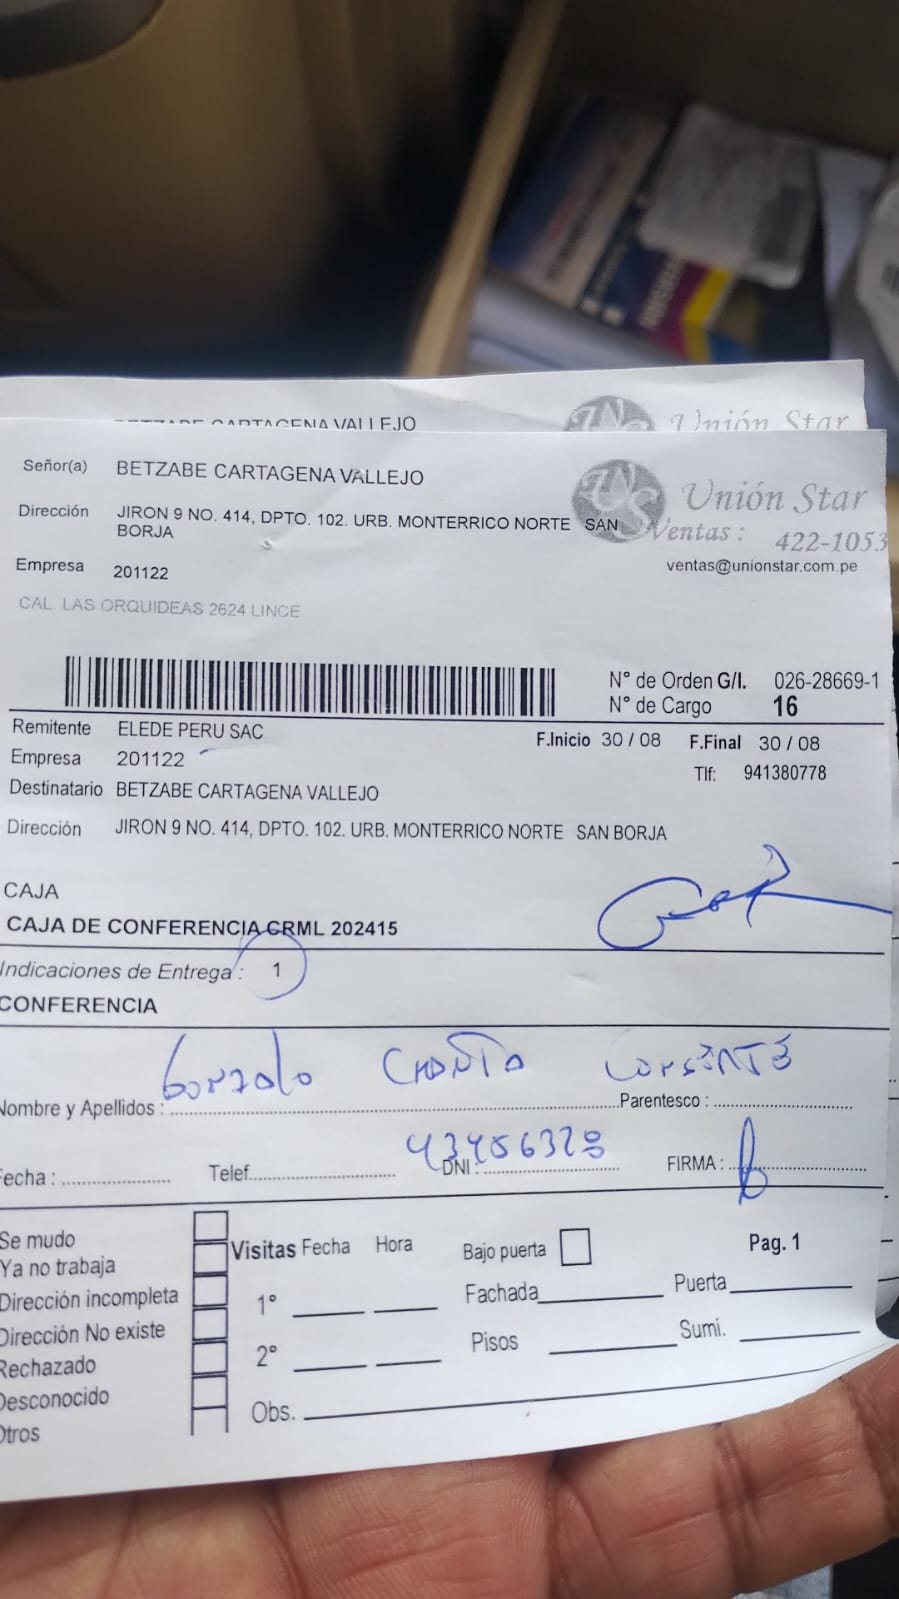 BETZABE CARTAGENA VALLEJO
Unión Star
Señor(a) BETZABE CARTAGENA VALLEJO
Unión Star
Dirección JIRON 9 NO. 414, DPTO. 102. URB. MONTERRICO NORTE SAN
BORJA
Ventas : 422-1053
Empresa 201122
ventas@unionstar.com.pe
CAL. LAS ORQUIDEAS 2624 LINCE
N° de Orden G/I. 026-28669-1
N° de Cargo 16
Remitente ELEDE PERU SAC
F.Inicio 30 / 08 F.Final 30 / 08
Empresa 201122
Tlf: 941380778
Destinatario BETZABE CARTAGENA VALLEJO
Dirección JIRON 9 NO. 414, DPTO. 102. URB. MONTERRICO NORTE SAN BORJA
CAJA
CAJA DE CONFERENCIA CRML 202415
Indicaciones de Entrega : 1
CONFERENCIA
Gonzalo
Nombre y Apellidos : Parentesco :
43456328
Fecha : Telef. DNI : FIRMA :
Se mudo
Ya no trabaja
Dirección incompleta
Dirección No existe
Rechazado
Desconocido
Otros
Visitas Fecha Hora Bajo puerta Pag. 1
1° Fachada Puerta
2° Pisos Sumi.
Obs.